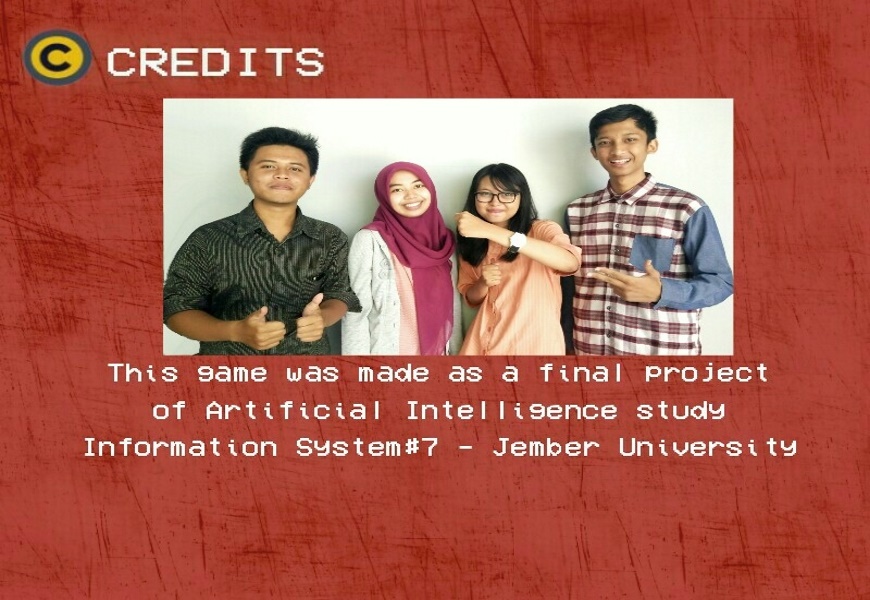 © CREDITS
This game was made as a final project
of Artificial Intelligence study
Information System#7 - Jember University